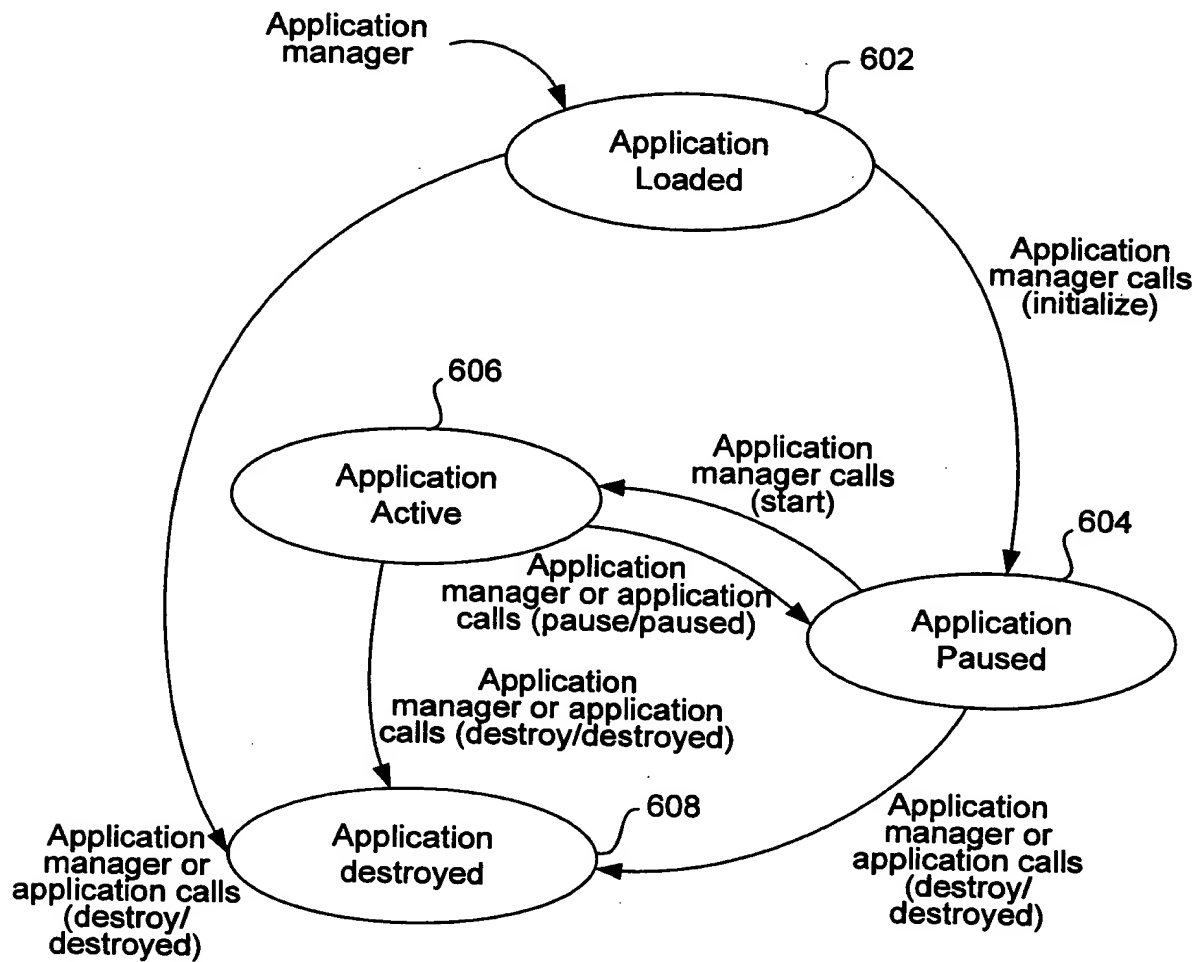 Application
manager
602
Application
Loaded
Application
manager calls
(initialize)
606
Application
Active
Application
manager calls
(start)
604
Application
manager or application
calls (pause/paused)
Application
Paused
Application
manager or application
calls (destroy/destroyed)
608
Application
destroyed
Application
manager or
application calls
(destroy/
destroyed)
Application
manager or
application calls
(destroy/
destroyed)